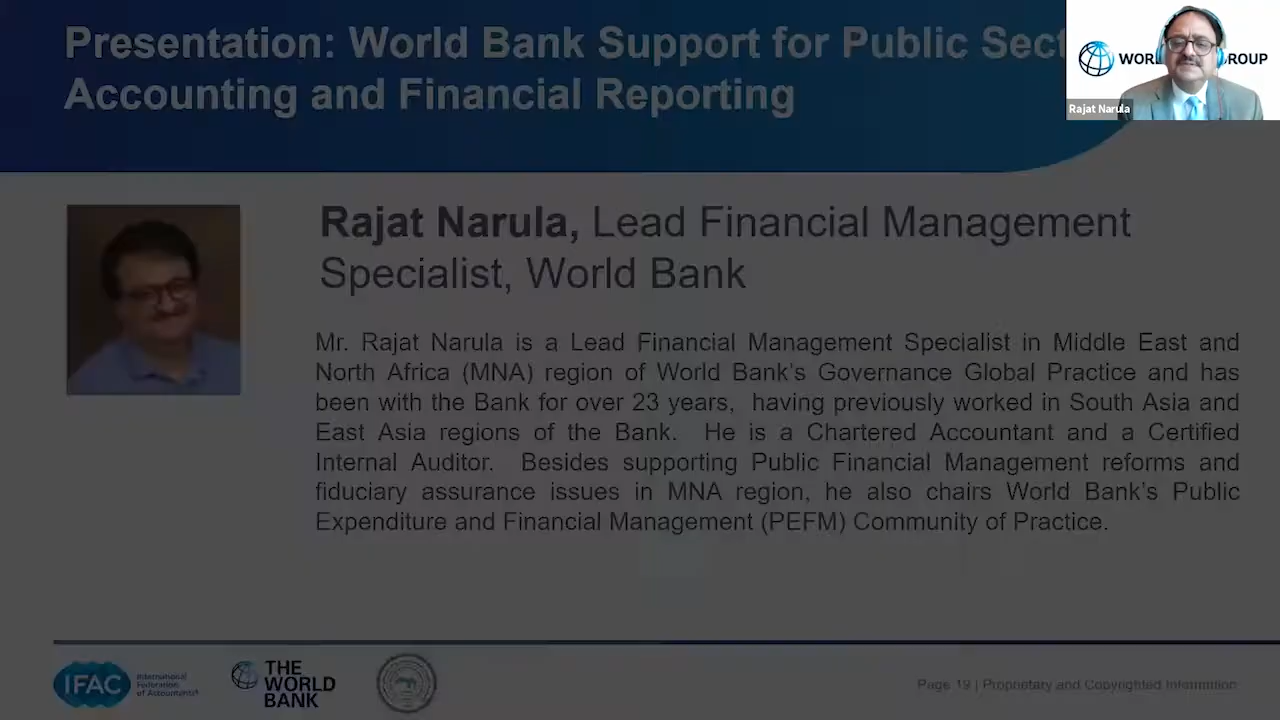 Presentation: World Bank Support for Public Sect
Accounting and Financial Reporting
WORL
ROUP
Rajat Narula
Rajat Narula, Lead Financial Management
Specialist, World Bank
Mr. Rajat Narula is a Lead Financial Management Specialist in Middle East and
North Africa (MNA) region of World Bank's Governance Global Practice and has
been with the Bank for over 23 years, having previously worked in South Asia and
East Asia regions of the Bank. He is a Chartered Accountant and a Certified
Internal Auditor. Besides supporting Public Financial Management reforms and
fiduciary assurance issues in MNA region, he also chairs World Bank's Public
Expenditure and Financial Management (PEFM) Community of Practice.
IFAC
International
Federation
of Accountants®
THE
WORLD
BANK
Page 19 | Proprietary and Copyrighted Information